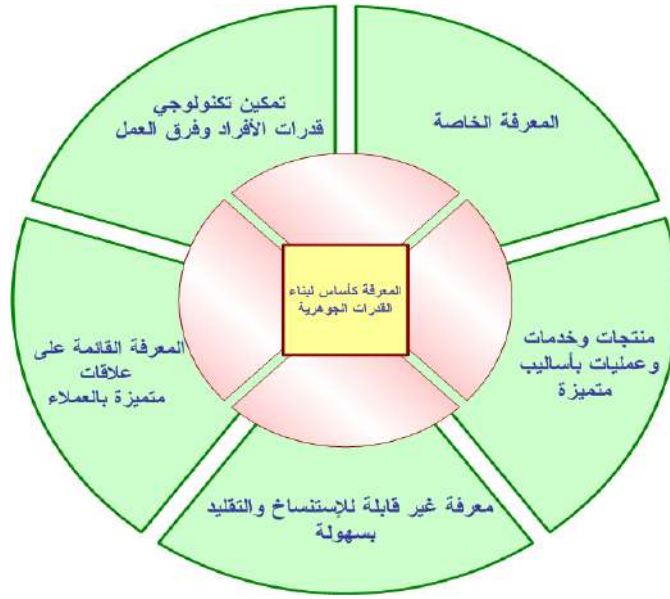 تمكين تكنولوجي
قدرات الأفراد وفرق العمل
المعرفة الخاصة
المعرفة كأساس لبناء
القدرات الجوهرية
منتجات وخدمات
وعمليات بأساليب
متميزة
المعرفة القائمة على
علاقات
متميزة بالعملاء
معرفة غير قابلة للإستنساخ والتقليد
بسهولة